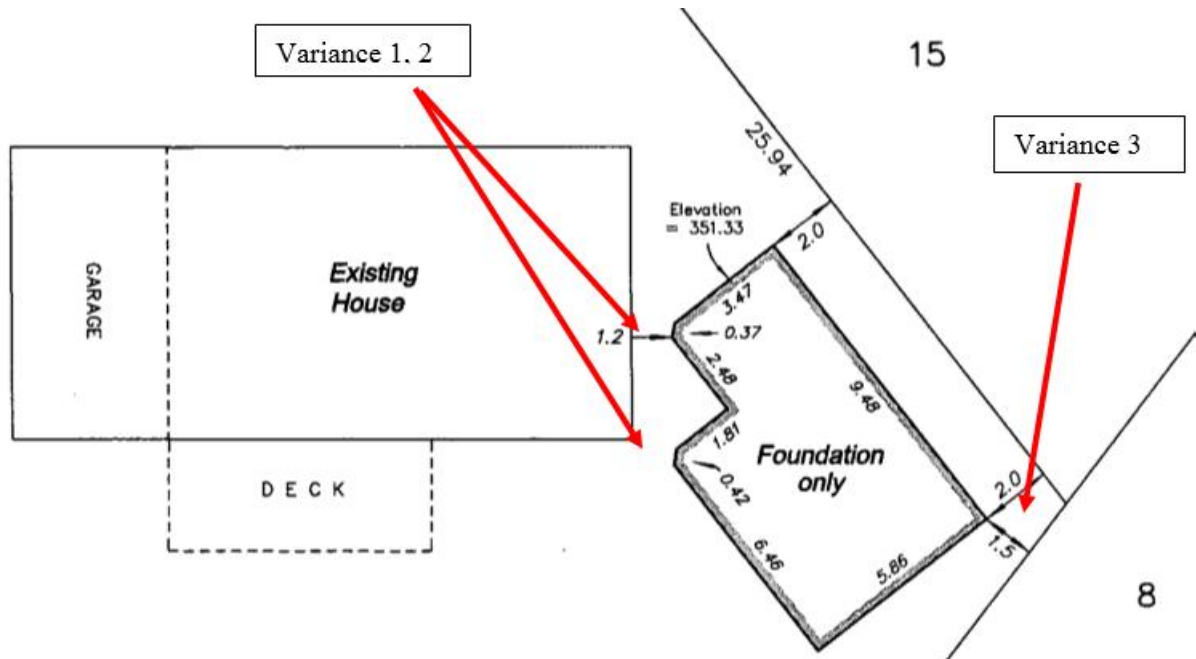 Variance 1, 2
15
25.94
Variance 3
Elevation
= 351.33
2.0
GARAGE
Existing
House
3.47
1.2
0.37
2.48
9.48
1.81
Foundation
only
0.42
DECK
2.0
6.46
5.86
1.5
8